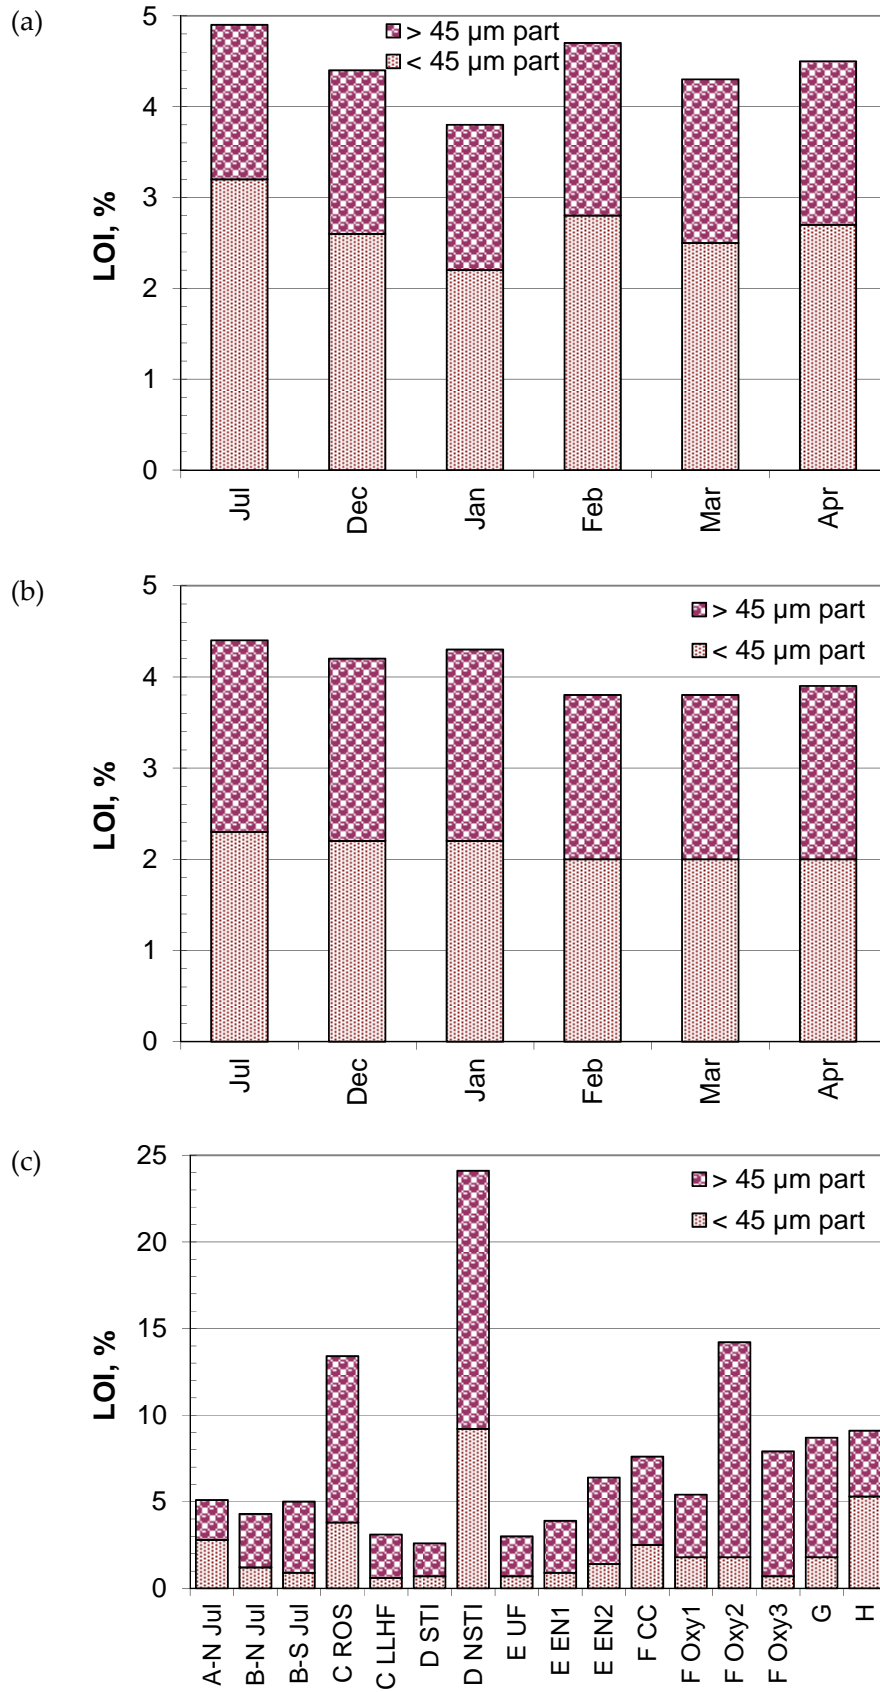 (a)
> 45 µm part
< 45 µm part
5
4
3
2
1
0
LOI, %
Jul
Dec
Jan
Feb
Mar
Apr
(b)
> 45 µm part
< 45 µm part
5
4
3
2
1
0
LOI, %
Jul
Dec
Jan
Feb
Mar
Apr
(c)
> 45 µm part
< 45 µm part
25
20
15
10
5
0
LOI, %
A-N Jul
B-N Jul
B-S Jul
C ROS
C LLHF
D STI
D NSTI
E UF
E EN1
E EN2
F CC
F Oxy1
F Oxy2
F Oxy3
G
H